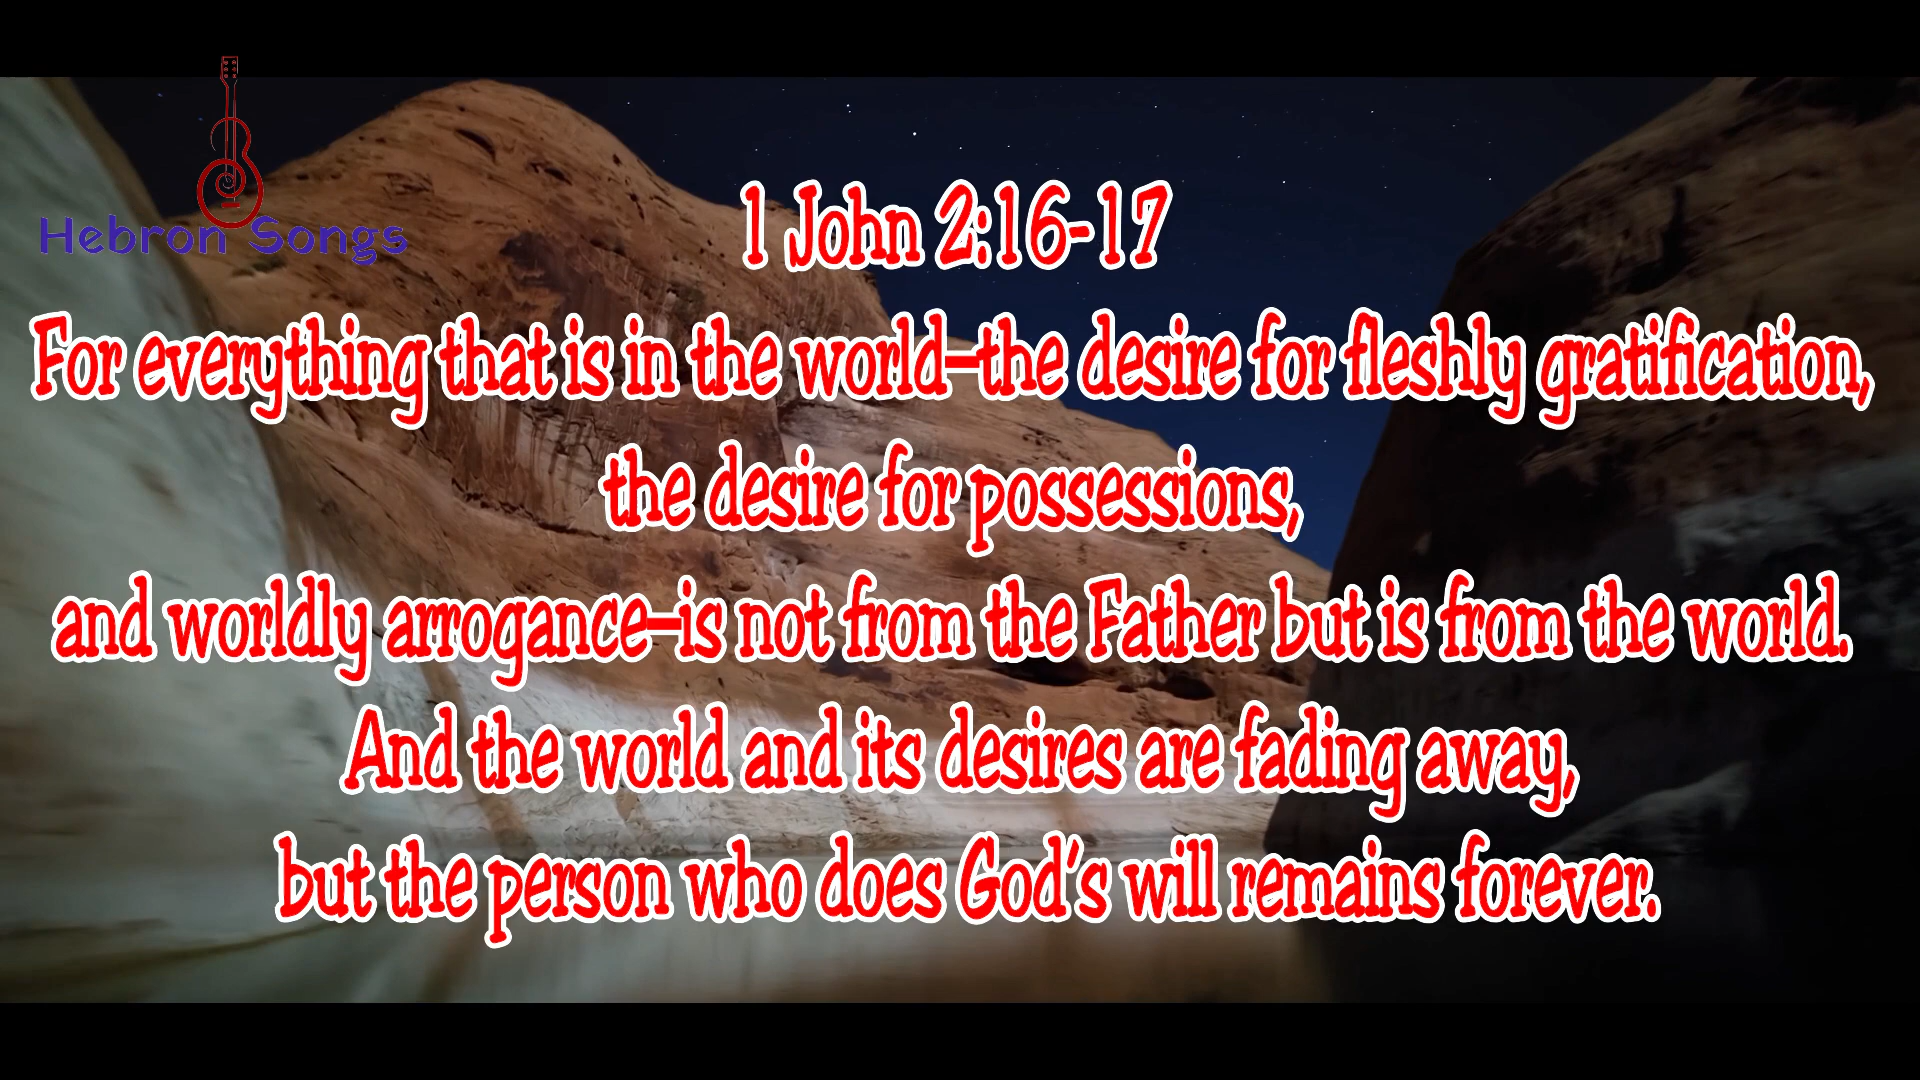 Hebron Songs
1 John 2:16-17
For everything that is in the world—the desire for fleshly gratification,
the desire for possessions,
and worldly arrogance—is not from the Father but is from the world.
And the world and its desires are fading away,
but the person who does God's will remains forever.